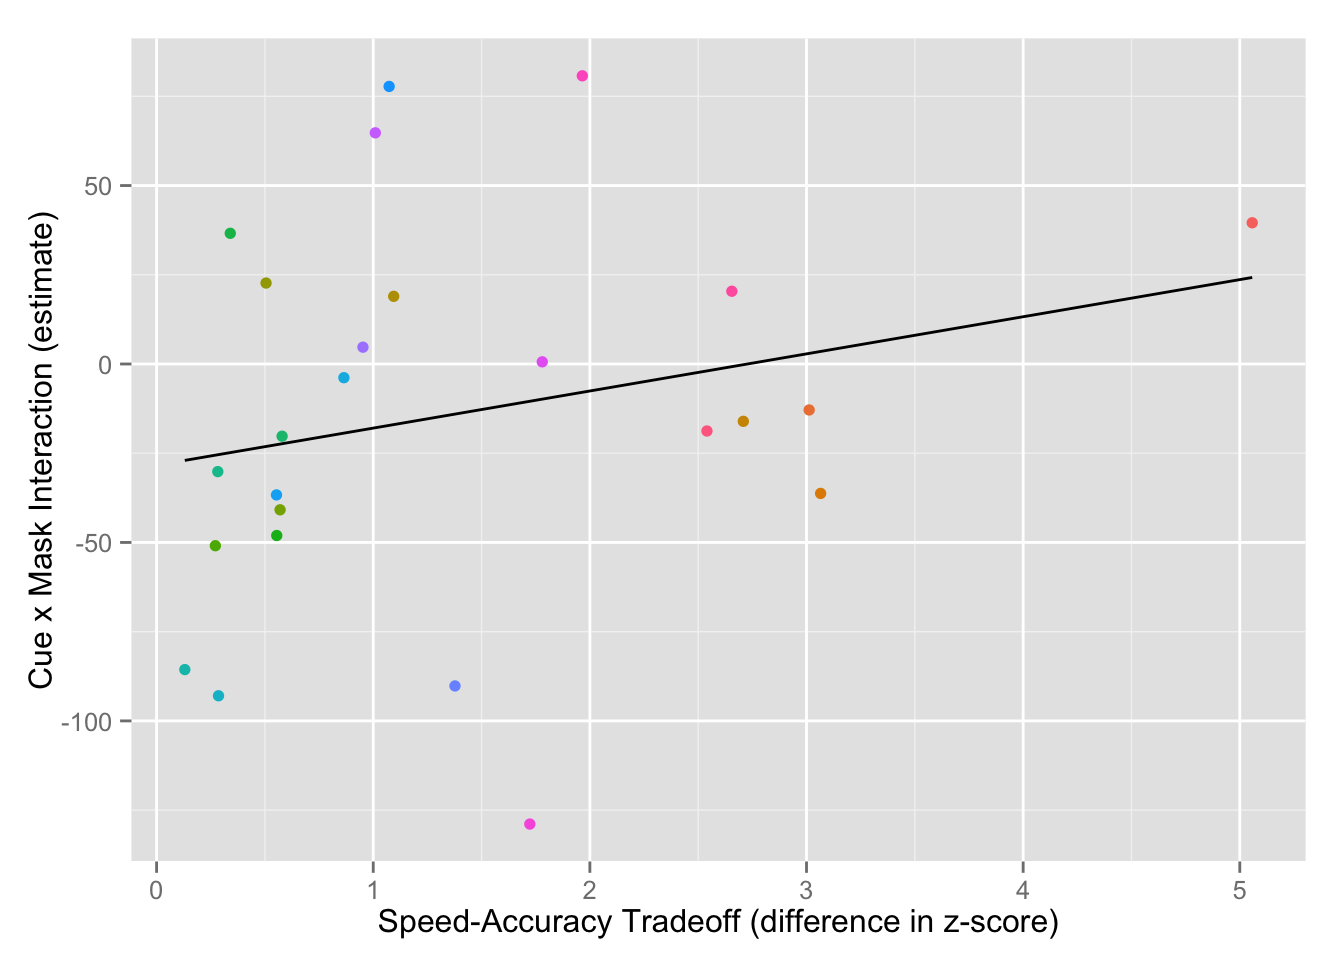 Cue x Mask Interaction (estimate)
50
0
-50
-100
0 1 2 3 4 5
Speed-Accuracy Tradeoff (difference in z-score)